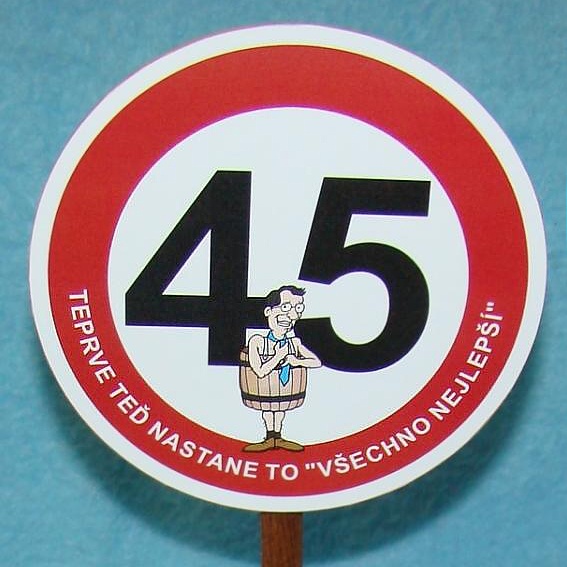 45
TEPRVE TEĎ NASTANE TO "VŠECHNO NEJLEPŠÍ"